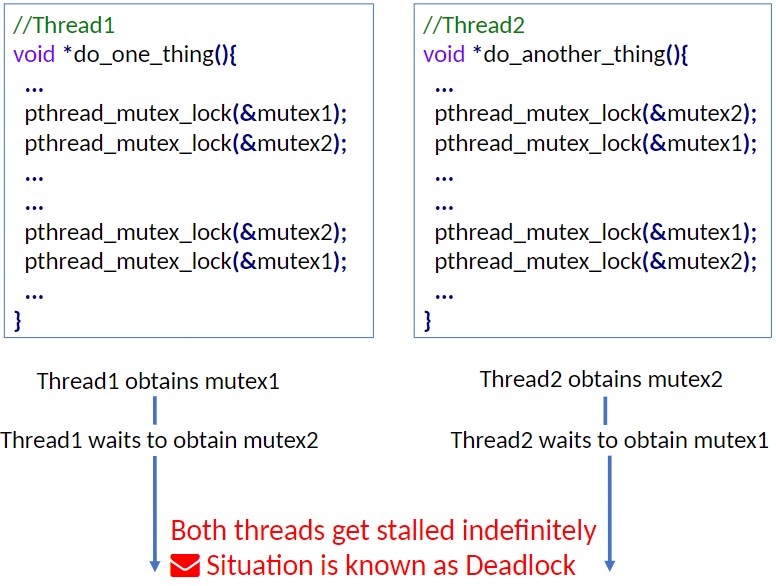 //Thread1
void *do_one_thing(){
...
pthread_mutex_lock(&mutex1);
pthread_mutex_lock(&mutex2);
...
...
pthread_mutex_lock(&mutex2);
pthread_mutex_lock(&mutex1);
...
}
//Thread2
void *do_another_thing(){
...
pthread_mutex_lock(&mutex2);
pthread_mutex_lock(&mutex1);
...
...
pthread_mutex_lock(&mutex1);
pthread_mutex_lock(&mutex2);
...
}
Thread1 obtains mutex1
Thread1 waits to obtain mutex2
Thread2 obtains mutex2
Thread2 waits to obtain mutex1
Both threads get stalled indefinitely
Situation is known as Deadlock